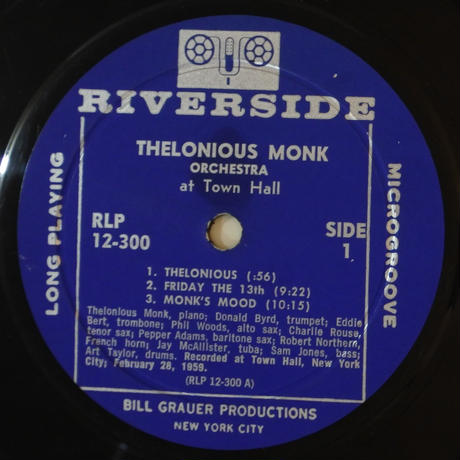 RIVERSIDE
THELONIOUS MONK
ORCHESTRA
at Town Hall
LONG PLAYING
MICROGROOVE
RLP
12-300
SIDE
1
1. THELONIOUS (:56)
2. FRIDAY THE 13th (9:22)
3. MONK'S MOOD (10:15)
Thelonious Monk, piano; Donald Byrd, trumpet; Eddie
Bert, trombone; Phil Woods, alto sax; Charlie Rouse,
tenor sax; Pepper Adams, baritone sax; Robert Northern,
French horn; Jay McAllister, tuba; Sam Jones, bass;
Art Taylor, drums. Recorded at Town Hall, New York
City; February 28, 1959.
(RLP 12-300 A)
BILL GRAUER PRODUCTIONS
NEW YORK CITY